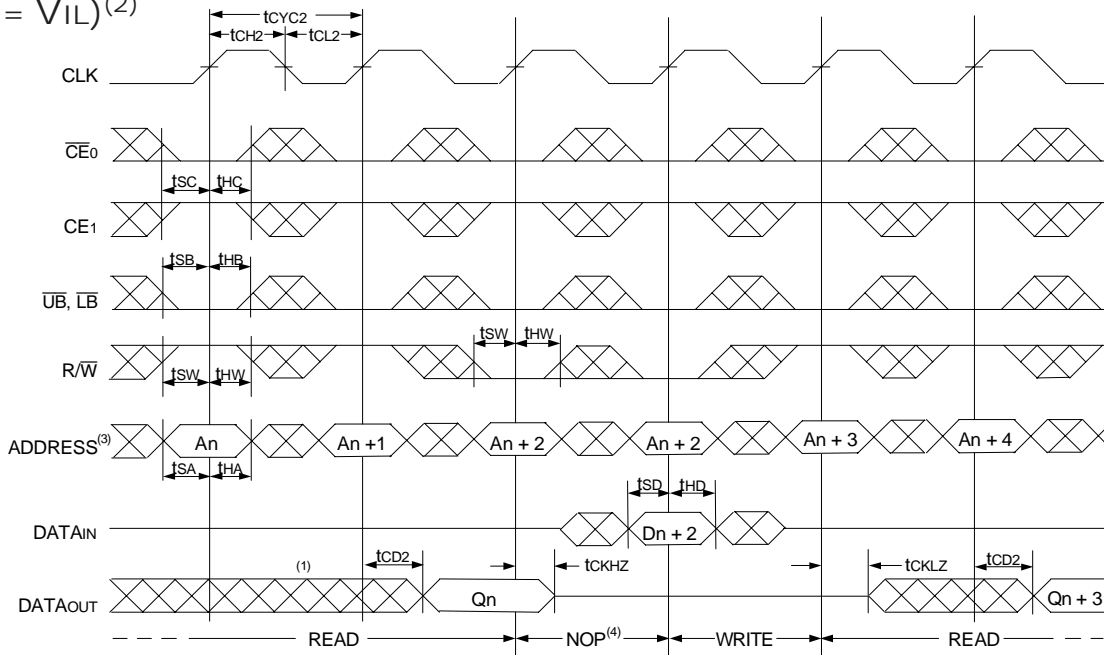 = VIL)(2)
tCYC2
tCH2 tCL2
CLK
CE0
tSC tHC
CE1
tSB tHB
UB, LB
tSW tHW
R/W
tSW tHW
ADDRESS(3) An An +1 An + 2 An + 2 An + 3 An + 4
tSA tHA
tSD tHD
DATAIN Dn + 2
(1) tCD2 tCKHZ tCKLZ tCD2
DATAOUT Qn Qn + 3
READ NOP(4) WRITE READ